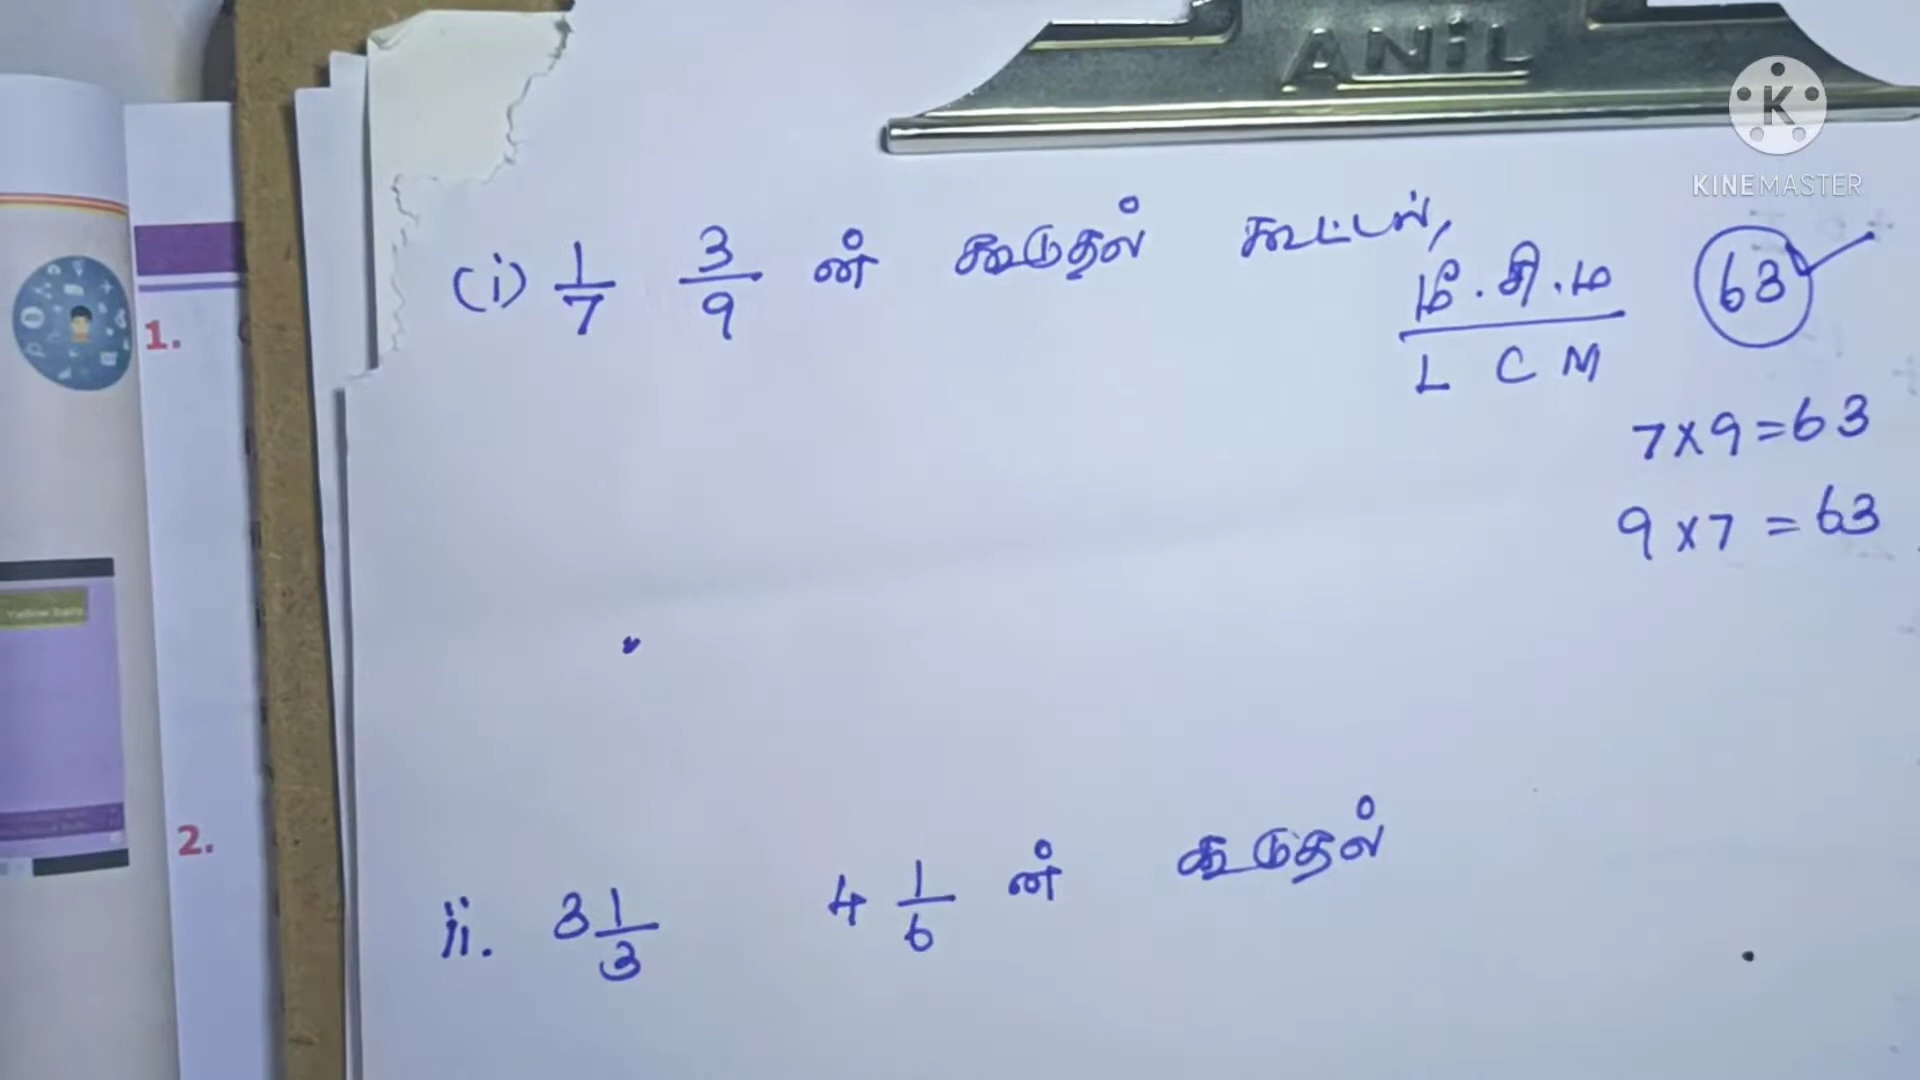 ANiL
K
KINEMASTER
(i) 1/7 3/9 ன் கூடுதல் கூட்டல்,
மீ.சி.ம
L C M
63
7×9=63
9×7=63
1.
2.
ii. 3 1/3 4 1/6 ன் கூடுதல்